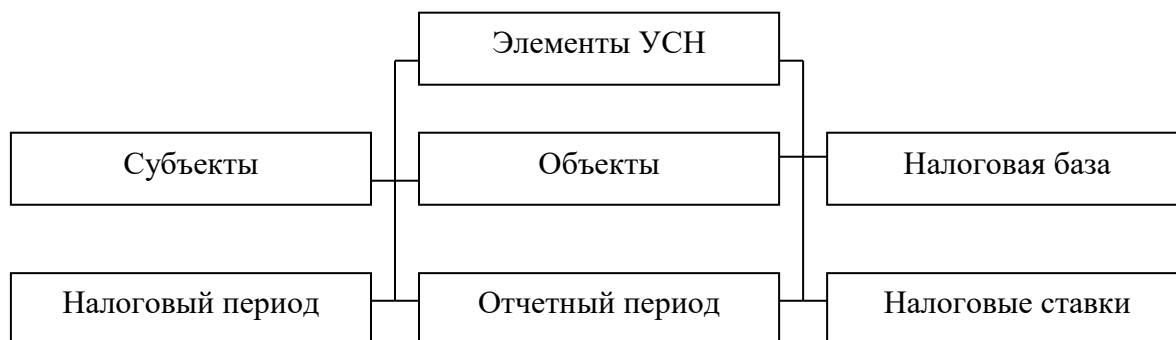 Элементы УСН
Субъекты
Объекты
Налоговая база
Налоговый период
Отчетный период
Налоговые ставки